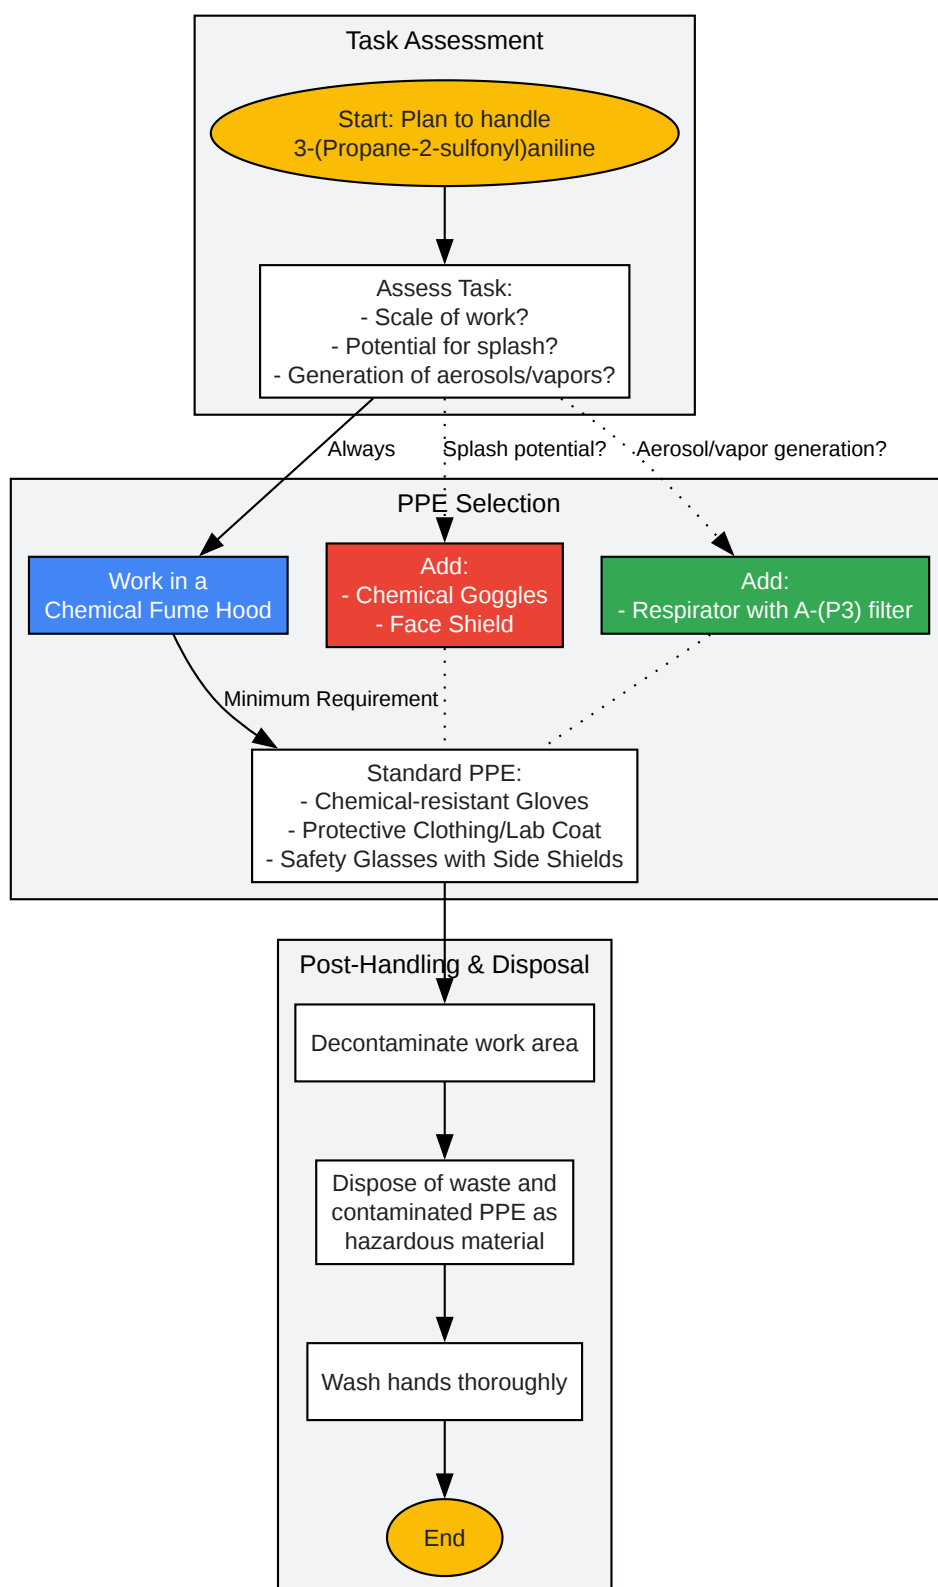 Task Assessment
Start: Plan to handle
3-(Propane-2-sulfonyl)aniline
Assess Task:
- Scale of work?
- Potential for splash?
- Generation of aerosols/vapors?
Always
Splash potential?
Aerosol/vapor generation?
PPE Selection
Work in a
Chemical Fume Hood
Add:
- Chemical Goggles
- Face Shield
Add:
- Respirator with A-(P3) filter
Minimum Requirement
Standard PPE:
- Chemical-resistant Gloves
- Protective Clothing/Lab Coat
- Safety Glasses with Side Shields
Post-Handling & Disposal
Decontaminate work area
Dispose of waste and
contaminated PPE as
hazardous material
Wash hands thoroughly
End